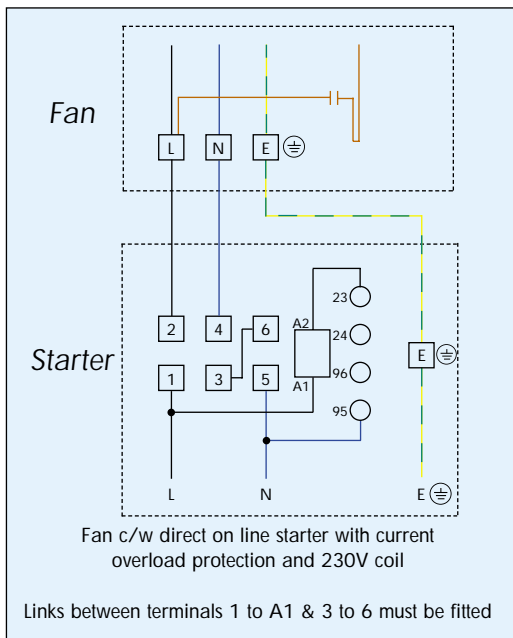 Fan
L N E
Starter
2 4 6
1 3 5
A2
A1
23
24
96
95
E
L N E
Fan c/w direct on line starter with current
overload protection and 230V coil
Links between terminals 1 to A1 & 3 to 6 must be fitted